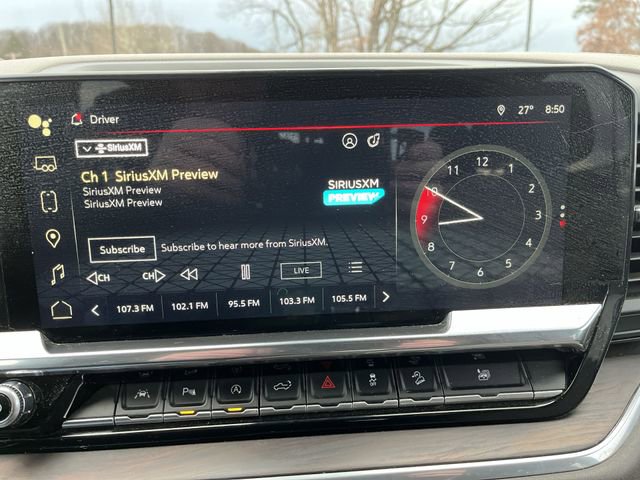 Driver
27° 8:50
SiriusXM
Ch 1 SiriusXM Preview
SiriusXM Preview
SiriusXM Preview
SIRIUSXM
PREVIEW
Subscribe
Subscribe to hear more from SiriusXM.
CH
CH
LIVE
107.3 FM
102.1 FM
95.5 FM
103.3 FM
105.5 FM
12
1
2
3
4
5
6
7
8
9
10
11